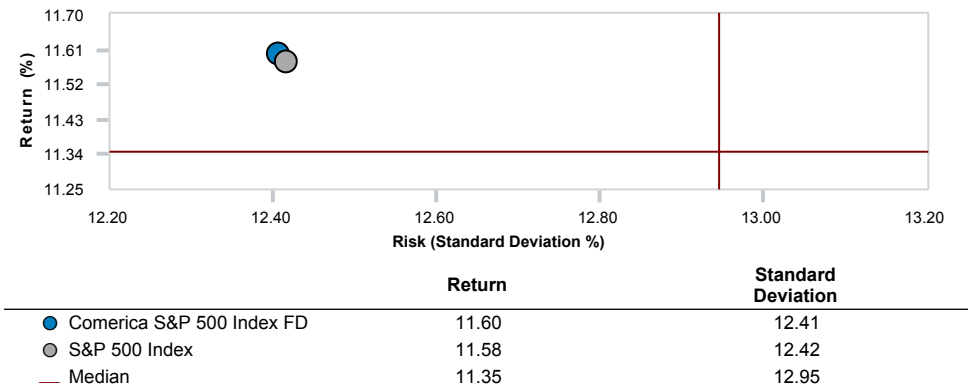 11.70
11.61
11.52
11.43
11.34
11.25
Return (%)
12.20 12.40 12.60 12.80 13.00 13.20
Risk (Standard Deviation %)
Return Standard Deviation
Comerica S&P 500 Index FD 11.60 12.41
S&P 500 Index 11.58 12.42
Median 11.35 12.95